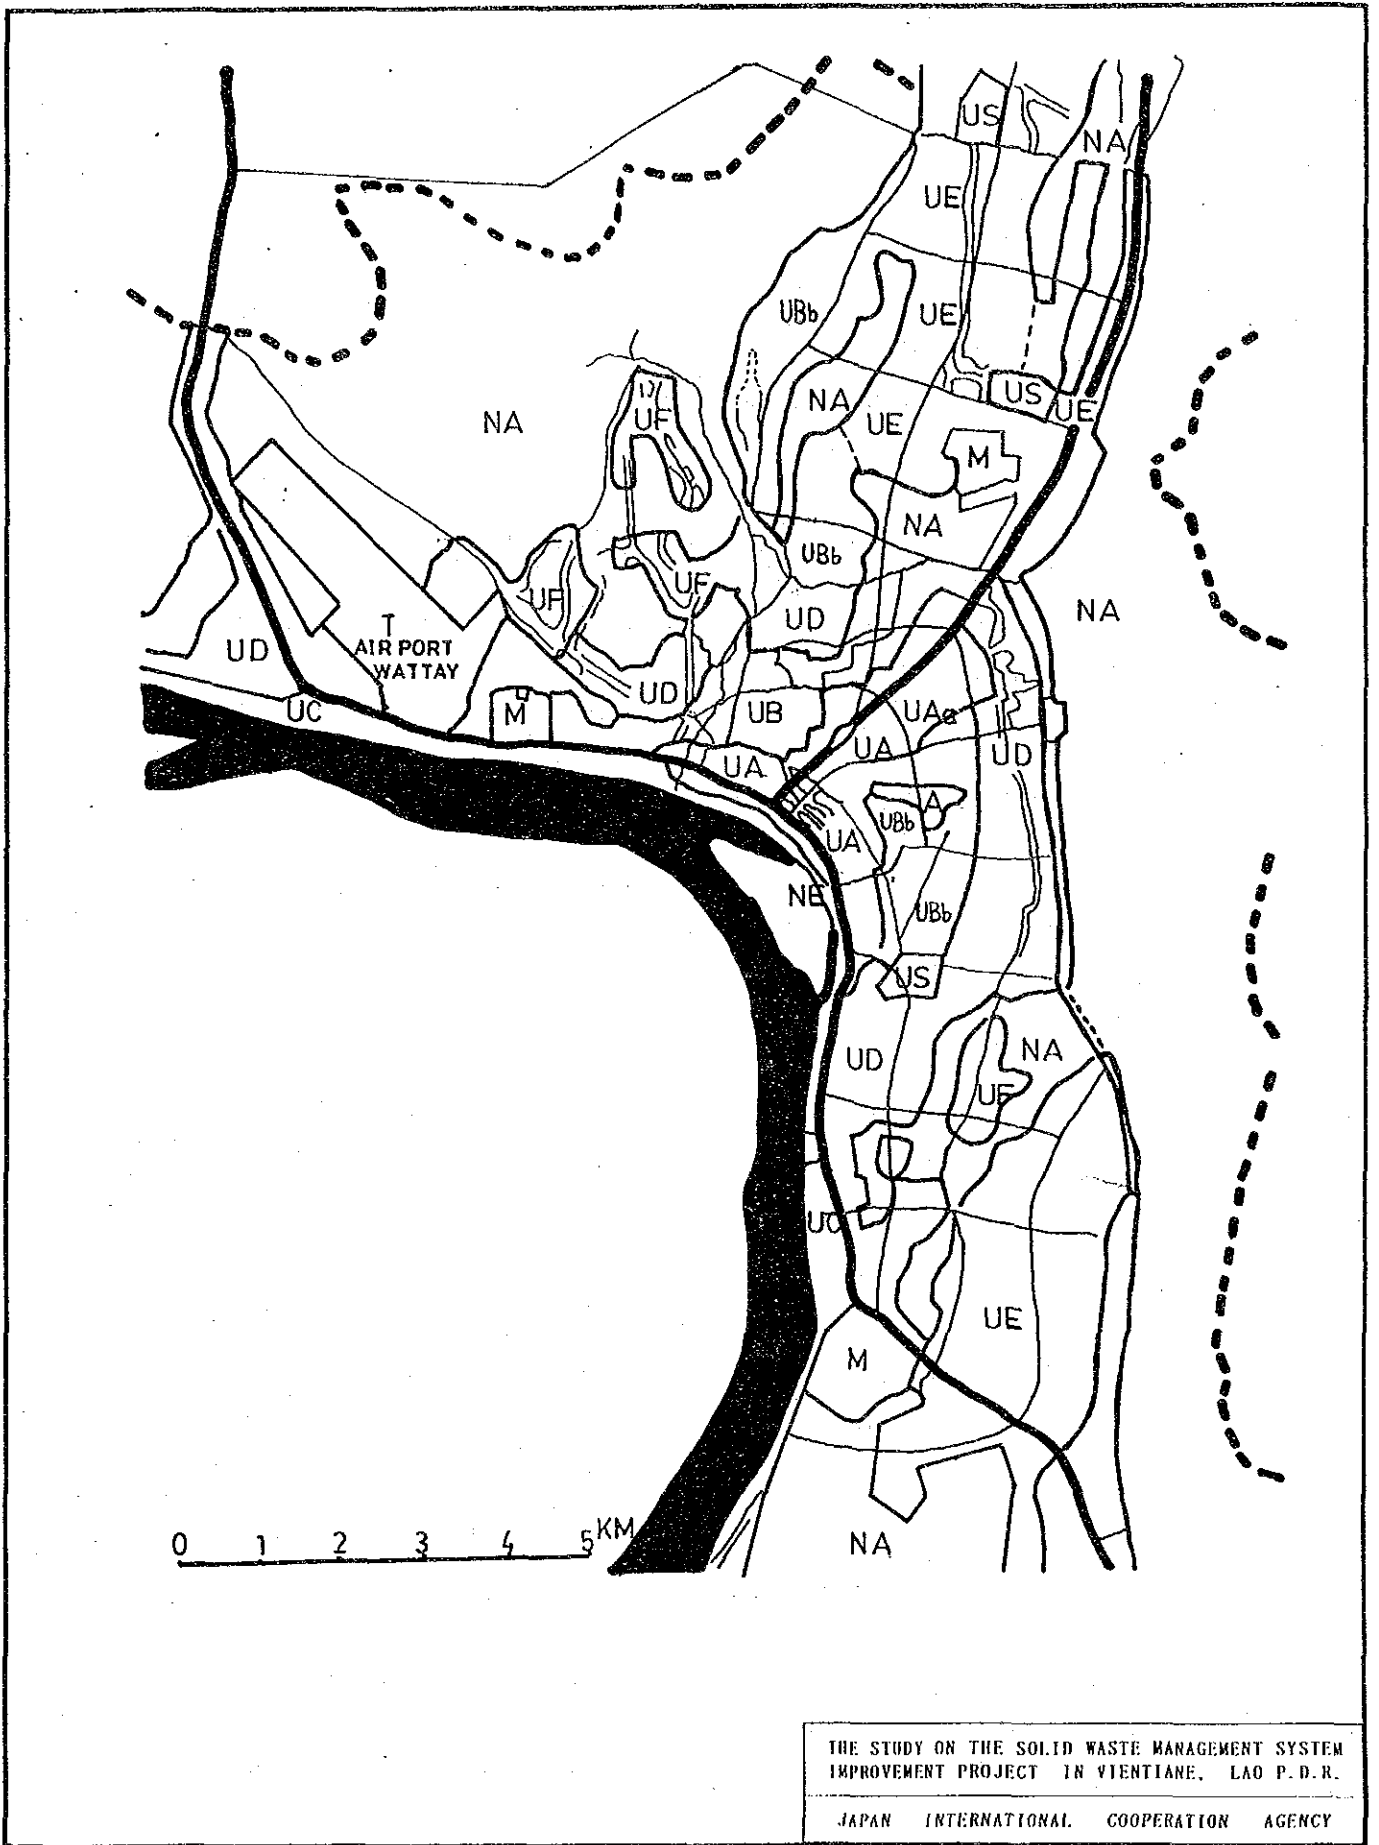 US
NA
UE
UBb
UE
NA
UE
US
UE
NA
UF
M
NA
UBb
UF
UF
UD
NA
T
AIR PORT
WATTAY
UD
UC
M
UD
UB
UAa
UA
UD
UA
A
UBb
UA
NE
UBb
US
UD
NA
UF
UC
UE
M
NA
0 1 2 3 4 5 KM
THE STUDY ON THE SOLID WASTE MANAGEMENT SYSTEM
IMPROVEMENT PROJECT IN VIENTIANE, LAO P.D.R.
JAPAN INTERNATIONAL COOPERATION AGENCY